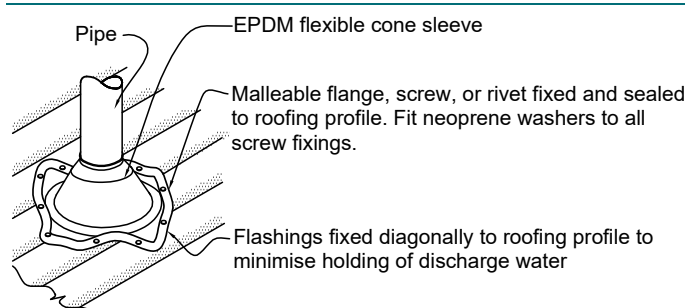 Pipe
EPDM flexible cone sleeve
Malleable flange, screw, or rivet fixed and sealed
to roofing profile. Fit neoprene washers to all
screw fixings.
Flashings fixed diagonally to roofing profile to
minimise holding of discharge water